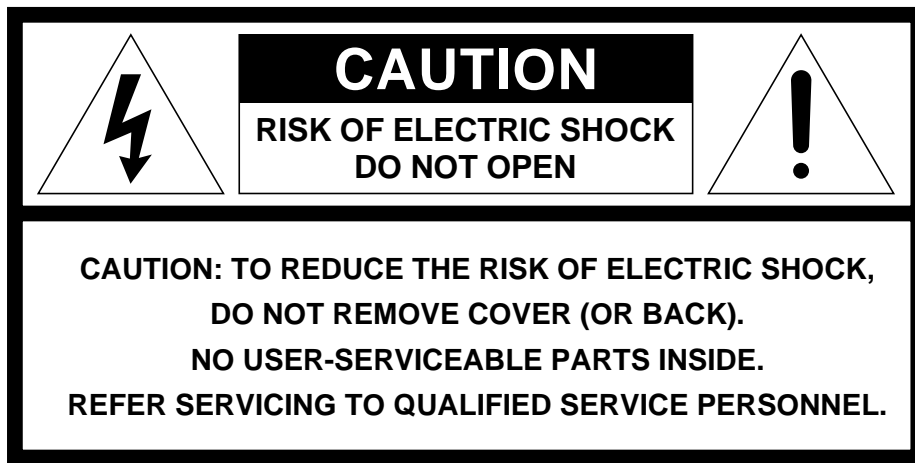 CAUTION
RISK OF ELECTRIC SHOCK
DO NOT OPEN
CAUTION: TO REDUCE THE RISK OF ELECTRIC SHOCK,
DO NOT REMOVE COVER (OR BACK).
NO USER-SERVICEABLE PARTS INSIDE.
REFER SERVICING TO QUALIFIED SERVICE PERSONNEL.